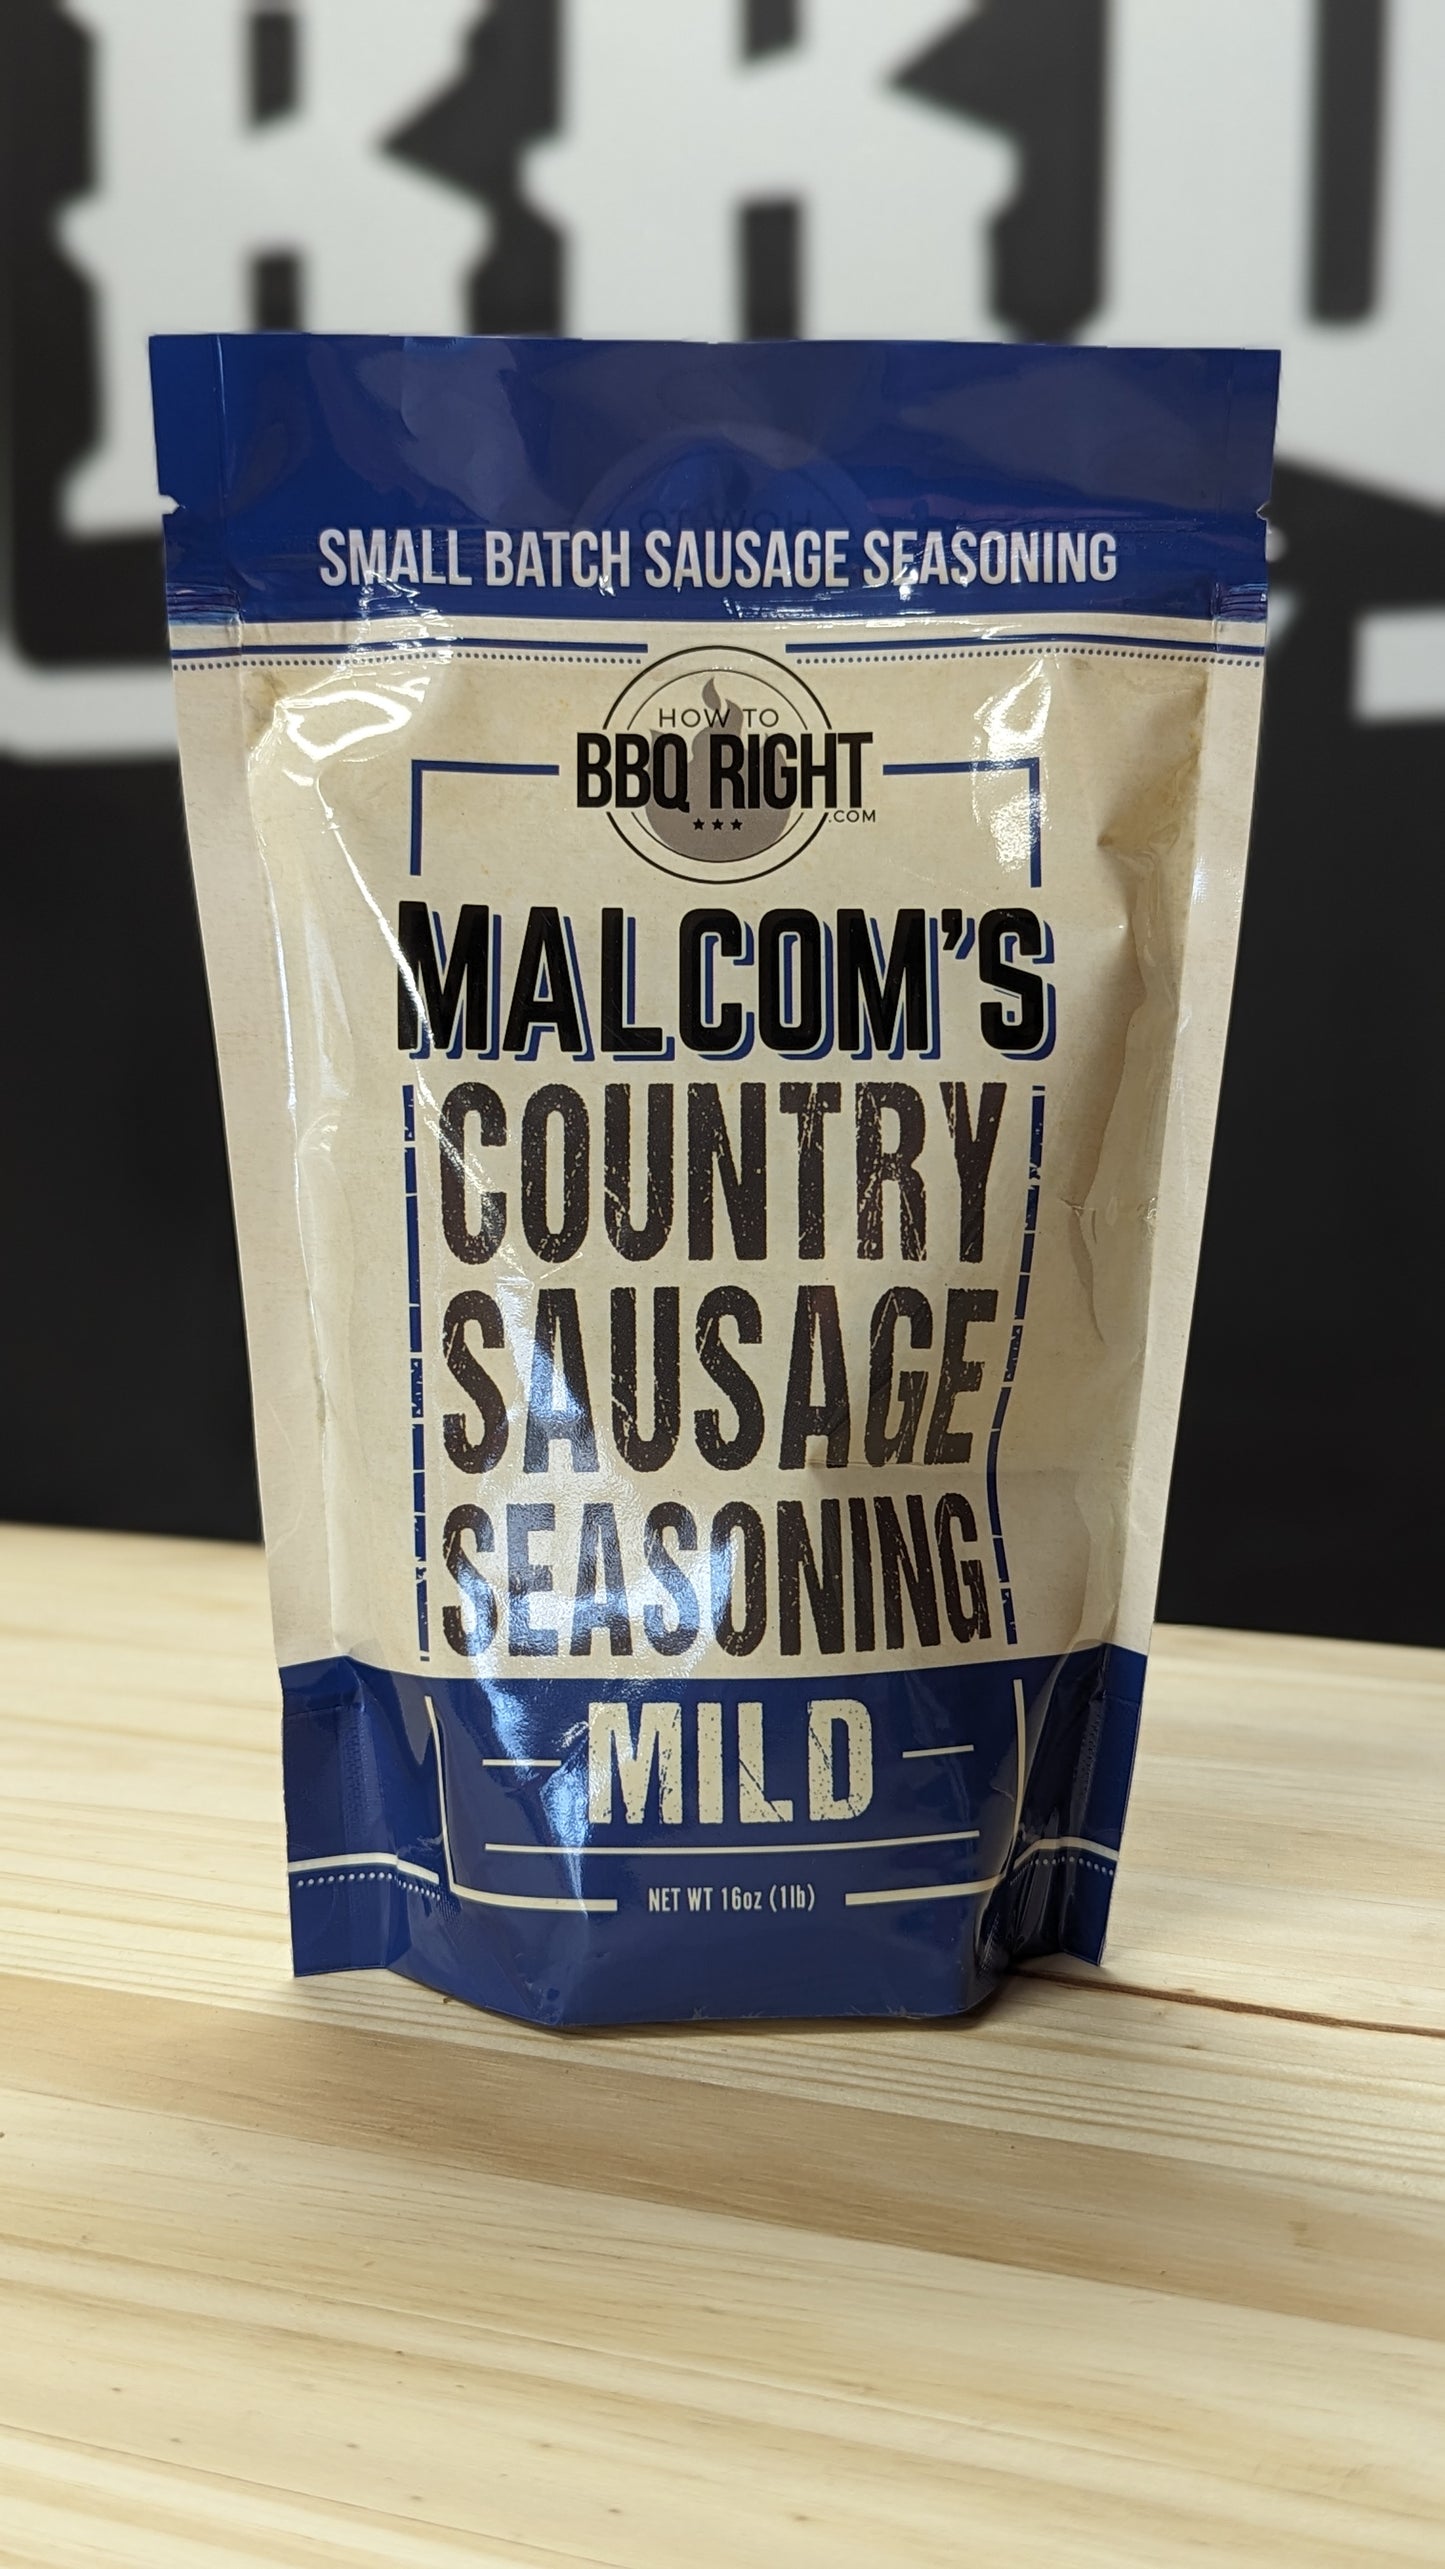 SMALL BATCH SAUSAGE SEASONING
HOW TO
BBQ RIGHT
.COM
MALCOM'S
COUNTRY
SAUSAGE
SEASONING
MILD
NET WT 16oz (1lb)